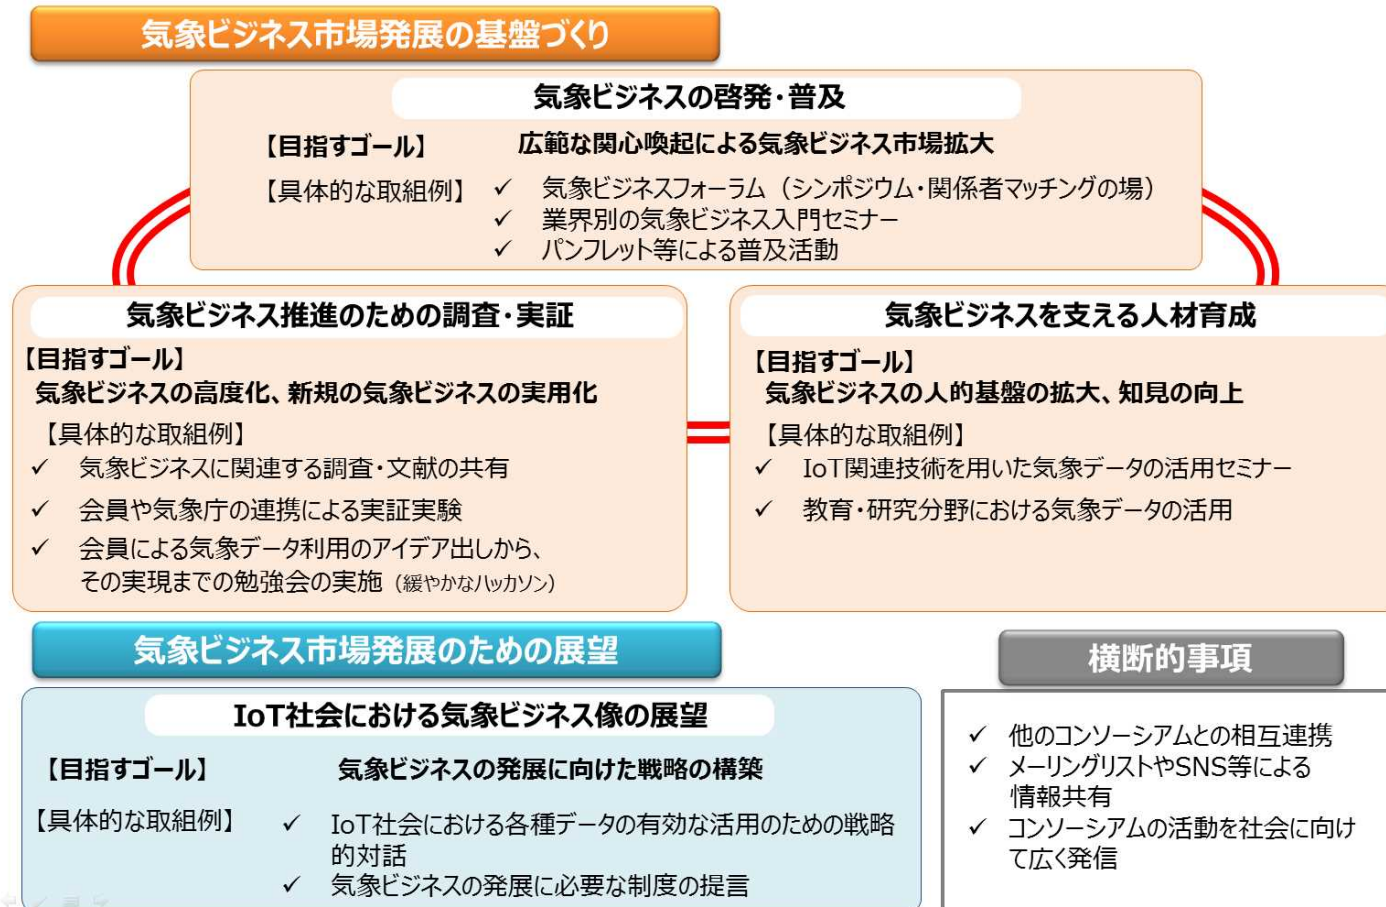 気象ビジネス市場発展の基盤づくり
気象ビジネスの啓発・普及
【目指すゴール】 広範な関心喚起による気象ビジネス市場拡大
【具体的な取組例】 ✓ 気象ビジネスフォーラム（シンポジウム・関係者マッチングの場）
✓ 業界別の気象ビジネス入門セミナー
✓ パンフレット等による普及活動
気象ビジネス推進のための調査・実証
【目指すゴール】
気象ビジネスの高度化、新規の気象ビジネスの実用化
【具体的な取組例】
✓ 気象ビジネスに関連する調査・文献の共有
✓ 会員や気象庁の連携による実証実験
✓ 会員による気象データ利用のアイデア出しから、
その実現までの勉強会の実施（緩やかなハッカソン）
気象ビジネスを支える人材育成
【目指すゴール】
気象ビジネスの人的基盤の拡大、知見の向上
【具体的な取組例】
✓ IoT関連技術を用いた気象データの活用セミナー
✓ 教育・研究分野における気象データの活用
気象ビジネス市場発展のための展望
IoT社会における気象ビジネス像の展望
【目指すゴール】 気象ビジネスの発展に向けた戦略の構築
【具体的な取組例】 ✓ IoT社会における各種データの有効な活用のための戦略
的対話
✓ 気象ビジネスの発展に必要な制度の提言
横断的事項
✓ 他のコンソーシアムとの相互連携
✓ メーリングリストやSNS等による
情報共有
✓ コンソーシアムの活動を社会に向け
て広く発信